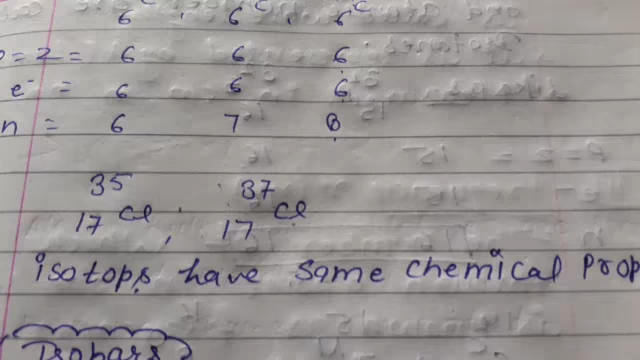 6 C , 6 C , 6 C
p = Z = 6 6 6
e⁻ = 6 6 6
n = 6 7 8
35 37
17 Cl , 17 Cl
isotops have same chemical Prop
Isobars